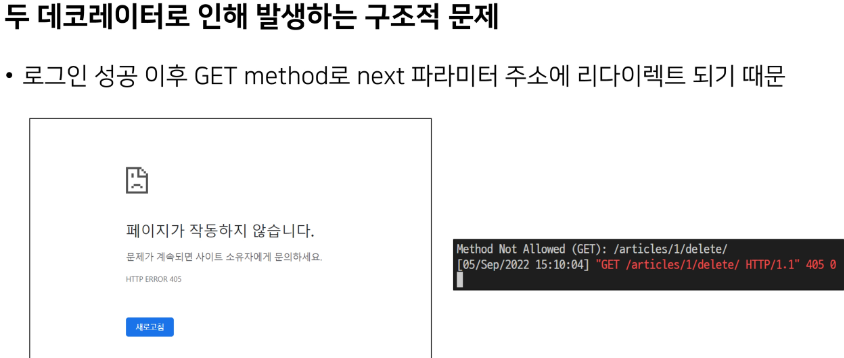 두 데코레이터로 인해 발생하는 구조적 문제
• 로그인 성공 이후 GET method로 next 파라미터 주소에 리다이렉트 되기 때문
페이지가 작동하지 않습니다.
문제가 계속되면 사이트 소유자에게 문의하세요.
HTTP ERROR 405
새로고침
Method Not Allowed (GET): /articles/1/delete/
[05/Sep/2022 15:10:04] "GET /articles/1/delete/ HTTP/1.1" 405 0